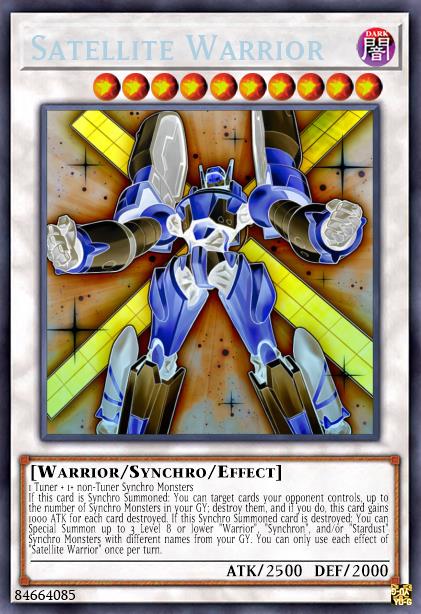 Satellite Warrior
DARK
闇
[Warrior/Synchro/Effect]
1 Tuner + 1+ non-Tuner Synchro Monsters
If this card is Synchro Summoned: You can target cards your opponent controls, up to
the number of Synchro Monsters in your GY; destroy them, and if you do, this card gains
1000 ATK for each card destroyed. If this Synchro Summoned card is destroyed: You can
Special Summon up to 3 Level 8 or lower "Warrior", "Synchron", and/or "Stardust"
Synchro Monsters with different names from your GY. You can only use each effect of
"Satellite Warrior" once per turn.
ATK/2500 DEF/2000
84664085